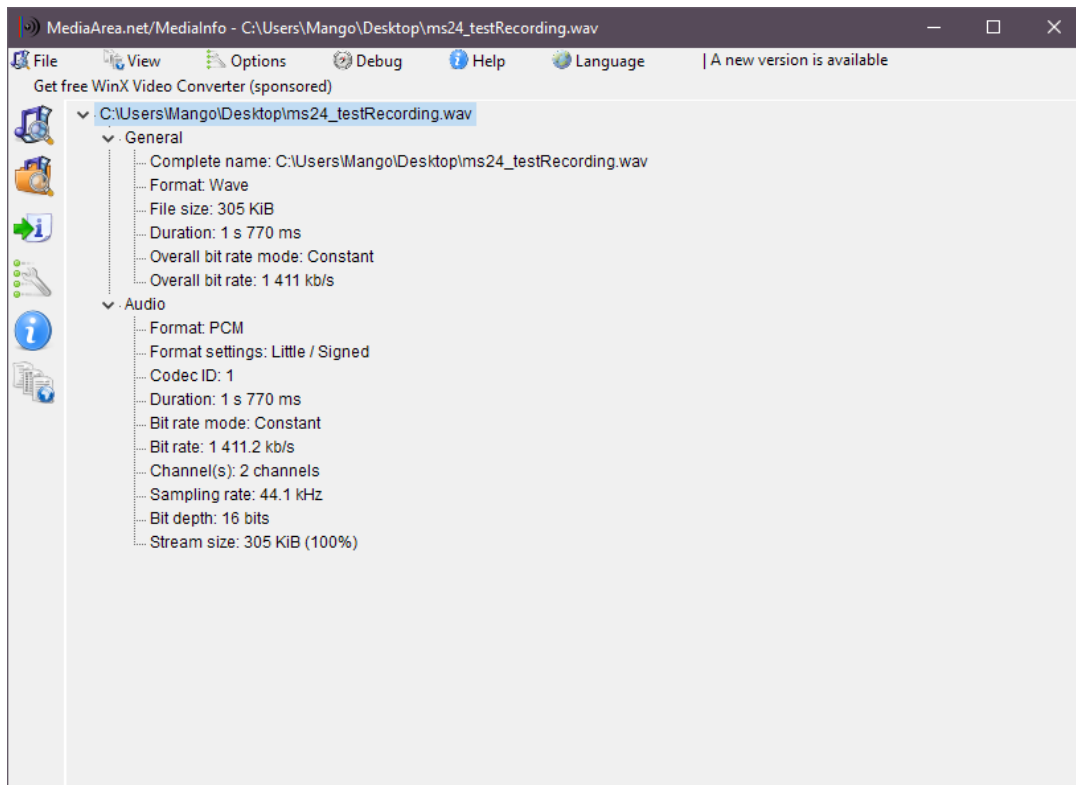 MediaArea.net/MediaInfo - C:\Users\Mango\Desktop\ms24_testRecording.wav
File View Options Debug Help Language | A new version is available
Get free WinX Video Converter (sponsored)
C:\Users\Mango\Desktop\ms24_testRecording.wav
General
Complete name: C:\Users\Mango\Desktop\ms24_testRecording.wav
Format: Wave
File size: 305 KiB
Duration: 1 s 770 ms
Overall bit rate mode: Constant
Overall bit rate: 1 411 kb/s
Audio
Format: PCM
Format settings: Little / Signed
Codec ID: 1
Duration: 1 s 770 ms
Bit rate mode: Constant
Bit rate: 1 411.2 kb/s
Channel(s): 2 channels
Sampling rate: 44.1 kHz
Bit depth: 16 bits
Stream size: 305 KiB (100%)